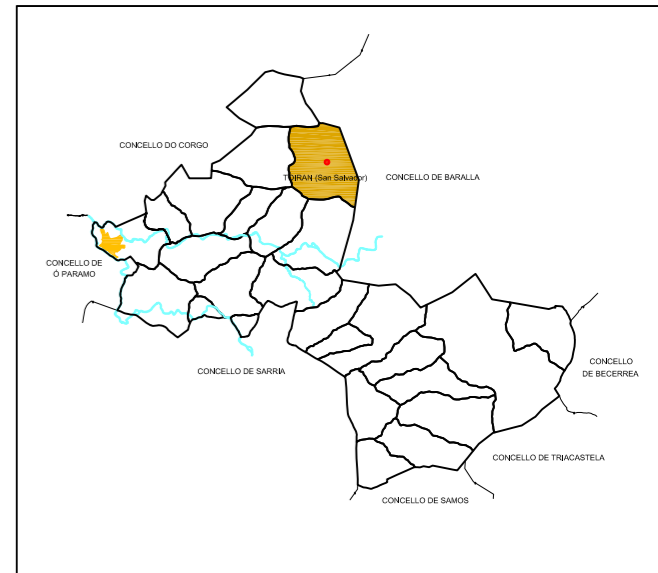 CONCELLO DO CORGO
TOIRAN (San Salvador)
CONCELLO DE BARALLA
CONCELLO DE
O PARAMO
CONCELLO DE SARRIA
CONCELLO
DE BECERREA
CONCELLO DE TRIACASTELA
CONCELLO DE SAMOS